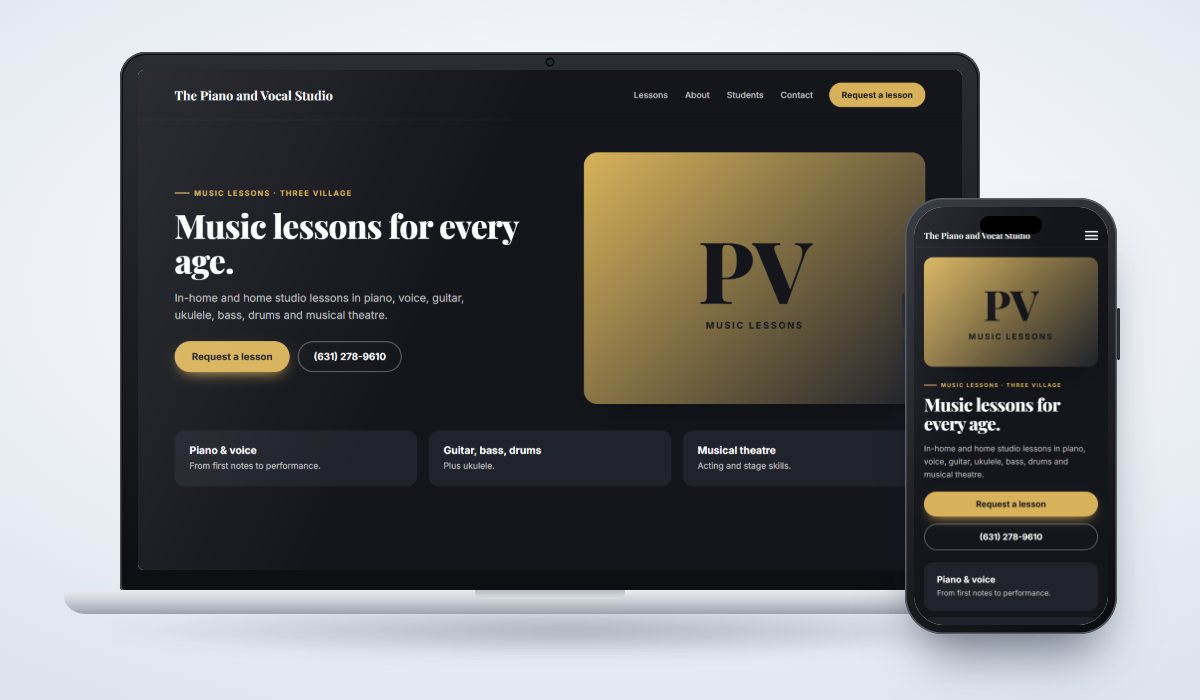 The Piano and Vocal Studio
Lessons About Students Contact Request a lesson
MUSIC LESSONS · THREE VILLAGE
Music lessons for every
age.
In-home and home studio lessons in piano, voice, guitar,
ukulele, bass, drums and musical theatre.
Request a lesson (631) 278-9610
PV
MUSIC LESSONS
Piano & voice
From first notes to performance.
Guitar, bass, drums
Plus ukulele.
Musical theatre
Acting and stage skills.
The Piano and Vocal Studio
PV
MUSIC LESSONS
MUSIC LESSONS · THREE VILLAGE
Music lessons for
every age.
In-home and home studio lessons in piano,
voice, guitar, ukulele, bass, drums and
musical theatre.
Request a lesson
(631) 278-9610
Piano & voice
From first notes to performance.